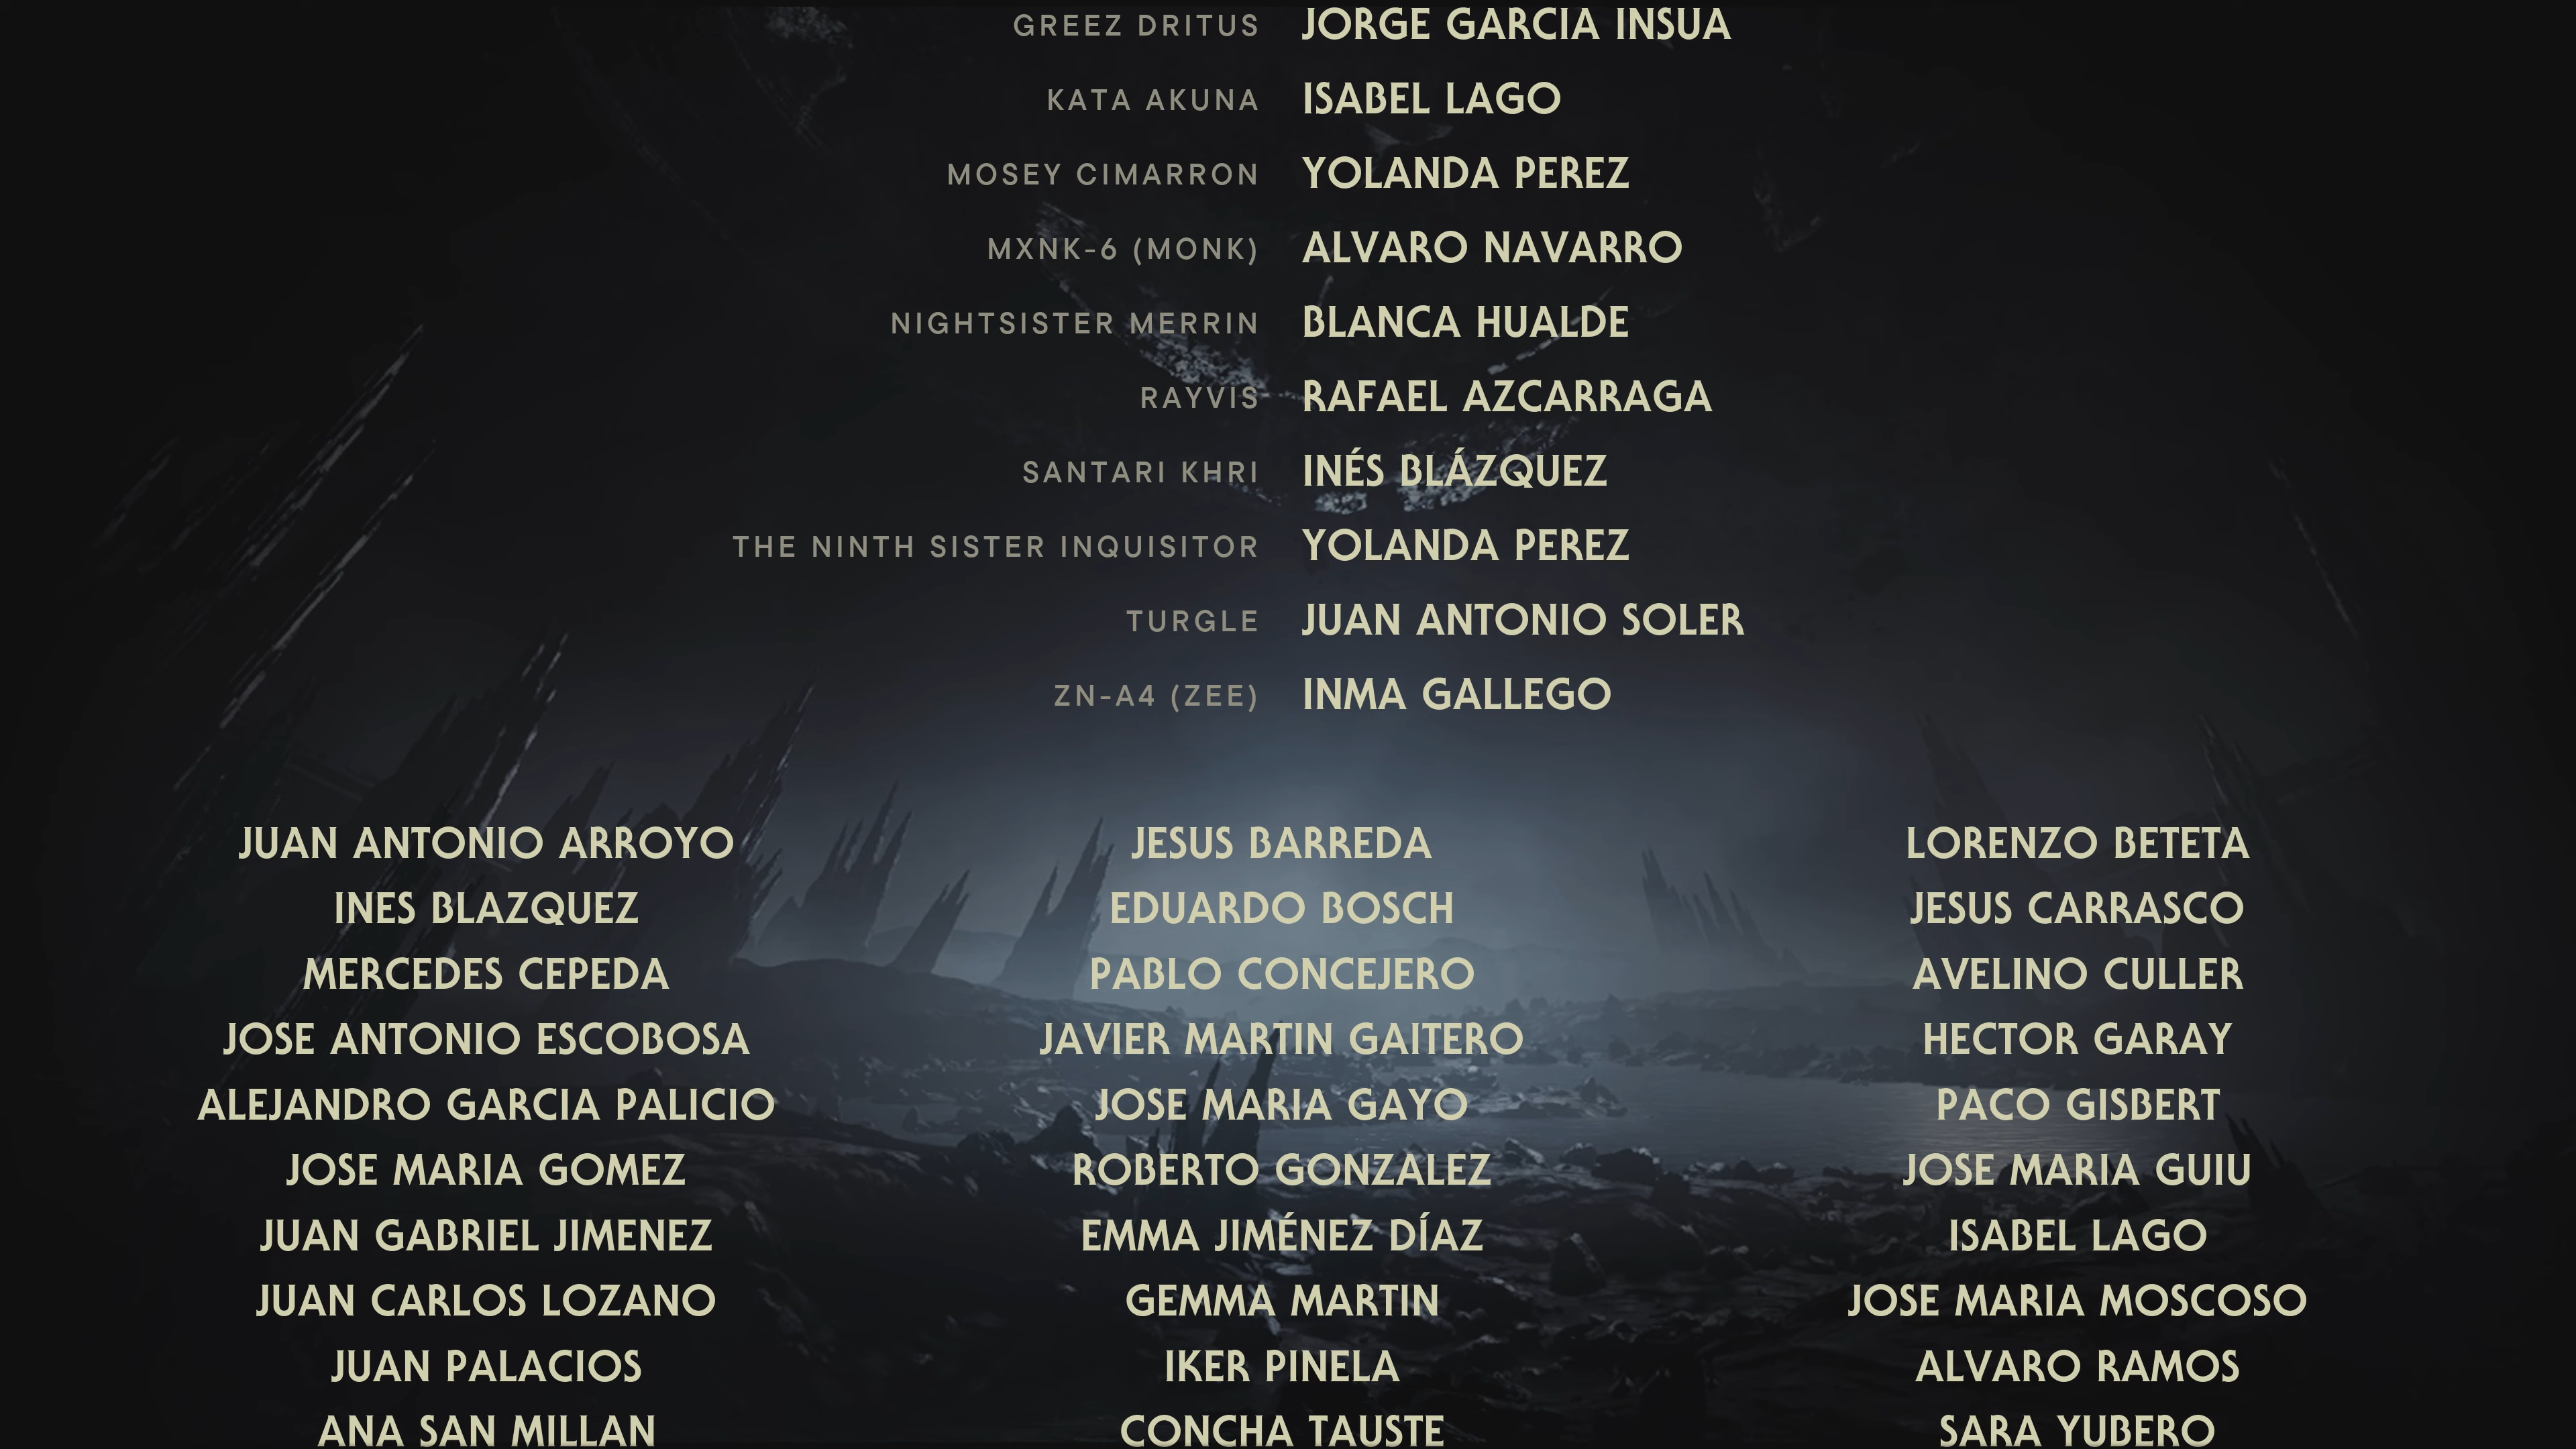 GREEZ DRITUS JORGE GARCIA INSUA
KATA AKUNA ISABEL LAGO
MOSEY CIMARRON YOLANDA PEREZ
MXNK-6 (MONK) ALVARO NAVARRO
NIGHTSISTER MERRIN BLANCA HUALDE
RAYVIS RAFAEL AZCARRAGA
SANTARI KHRI INÉS BLÁZQUEZ
THE NINTH SISTER INQUISITOR YOLANDA PEREZ
TURGLE JUAN ANTONIO SOLER
ZN-A4 (ZEE) INMA GALLEGO
JUAN ANTONIO ARROYO JESUS BARREDA LORENZO BETETA
INES BLAZQUEZ EDUARDO BOSCH JESUS CARRASCO
MERCEDES CEPEDA PABLO CONCEJERO AVELINO CULLER
JOSE ANTONIO ESCOBOSA JAVIER MARTIN GAITERO HECTOR GARAY
ALEJANDRO GARCIA PALICIO JOSE MARIA GAYO PACO GISBERT
JOSE MARIA GOMEZ ROBERTO GONZALEZ JOSE MARIA GUIU
JUAN GABRIEL JIMENEZ EMMA JIMÉNEZ DÍAZ ISABEL LAGO
JUAN CARLOS LOZANO GEMMA MARTIN JOSE MARIA MOSCOSO
JUAN PALACIOS IKER PINELA ALVARO RAMOS
ANA SAN MILLAN CONCHA TAUSTE SARA YUBERO